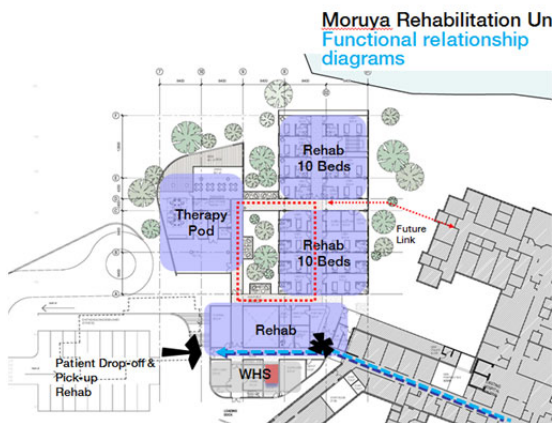 Moruya Rehabilitation Un
Functional relationship
diagrams
Rehab
10 Beds
Therapy
Pod
Rehab
10 Beds
Future
Link
Rehab
Patient Drop-off &
Pick-up
Rehab
WHS